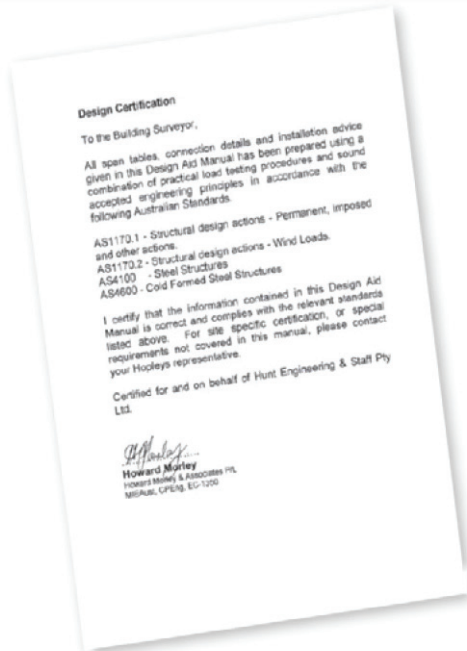 Design Certification
To the Building Surveyor,
All span tables, connection details and installation advice
given in this Design Aid Manual has been prepared using a
combination of practical load testing procedures and sound
accepted engineering principles in accordance with the
following Australian Standards.
AS1170.1 - Structural design actions - Permanent, Imposed
and other actions.
AS1170.2 - Structural design actions - Wind Loads.
AS4100 - Steel Structures
AS4600 - Cold Formed Steel Structures
I certify that the information contained in this Design Aid
Manual is correct and complies with the relevant standards
listed above. For site specific certification, or special
requirements not covered in this manual, please contact
your Hopleys representative.
Certified for and on behalf of Hunt Engineering & Staff Pty
Ltd.
Howard Morley
Howard Morley & Associates P/L
MIEAust, CPEng, EC-1200